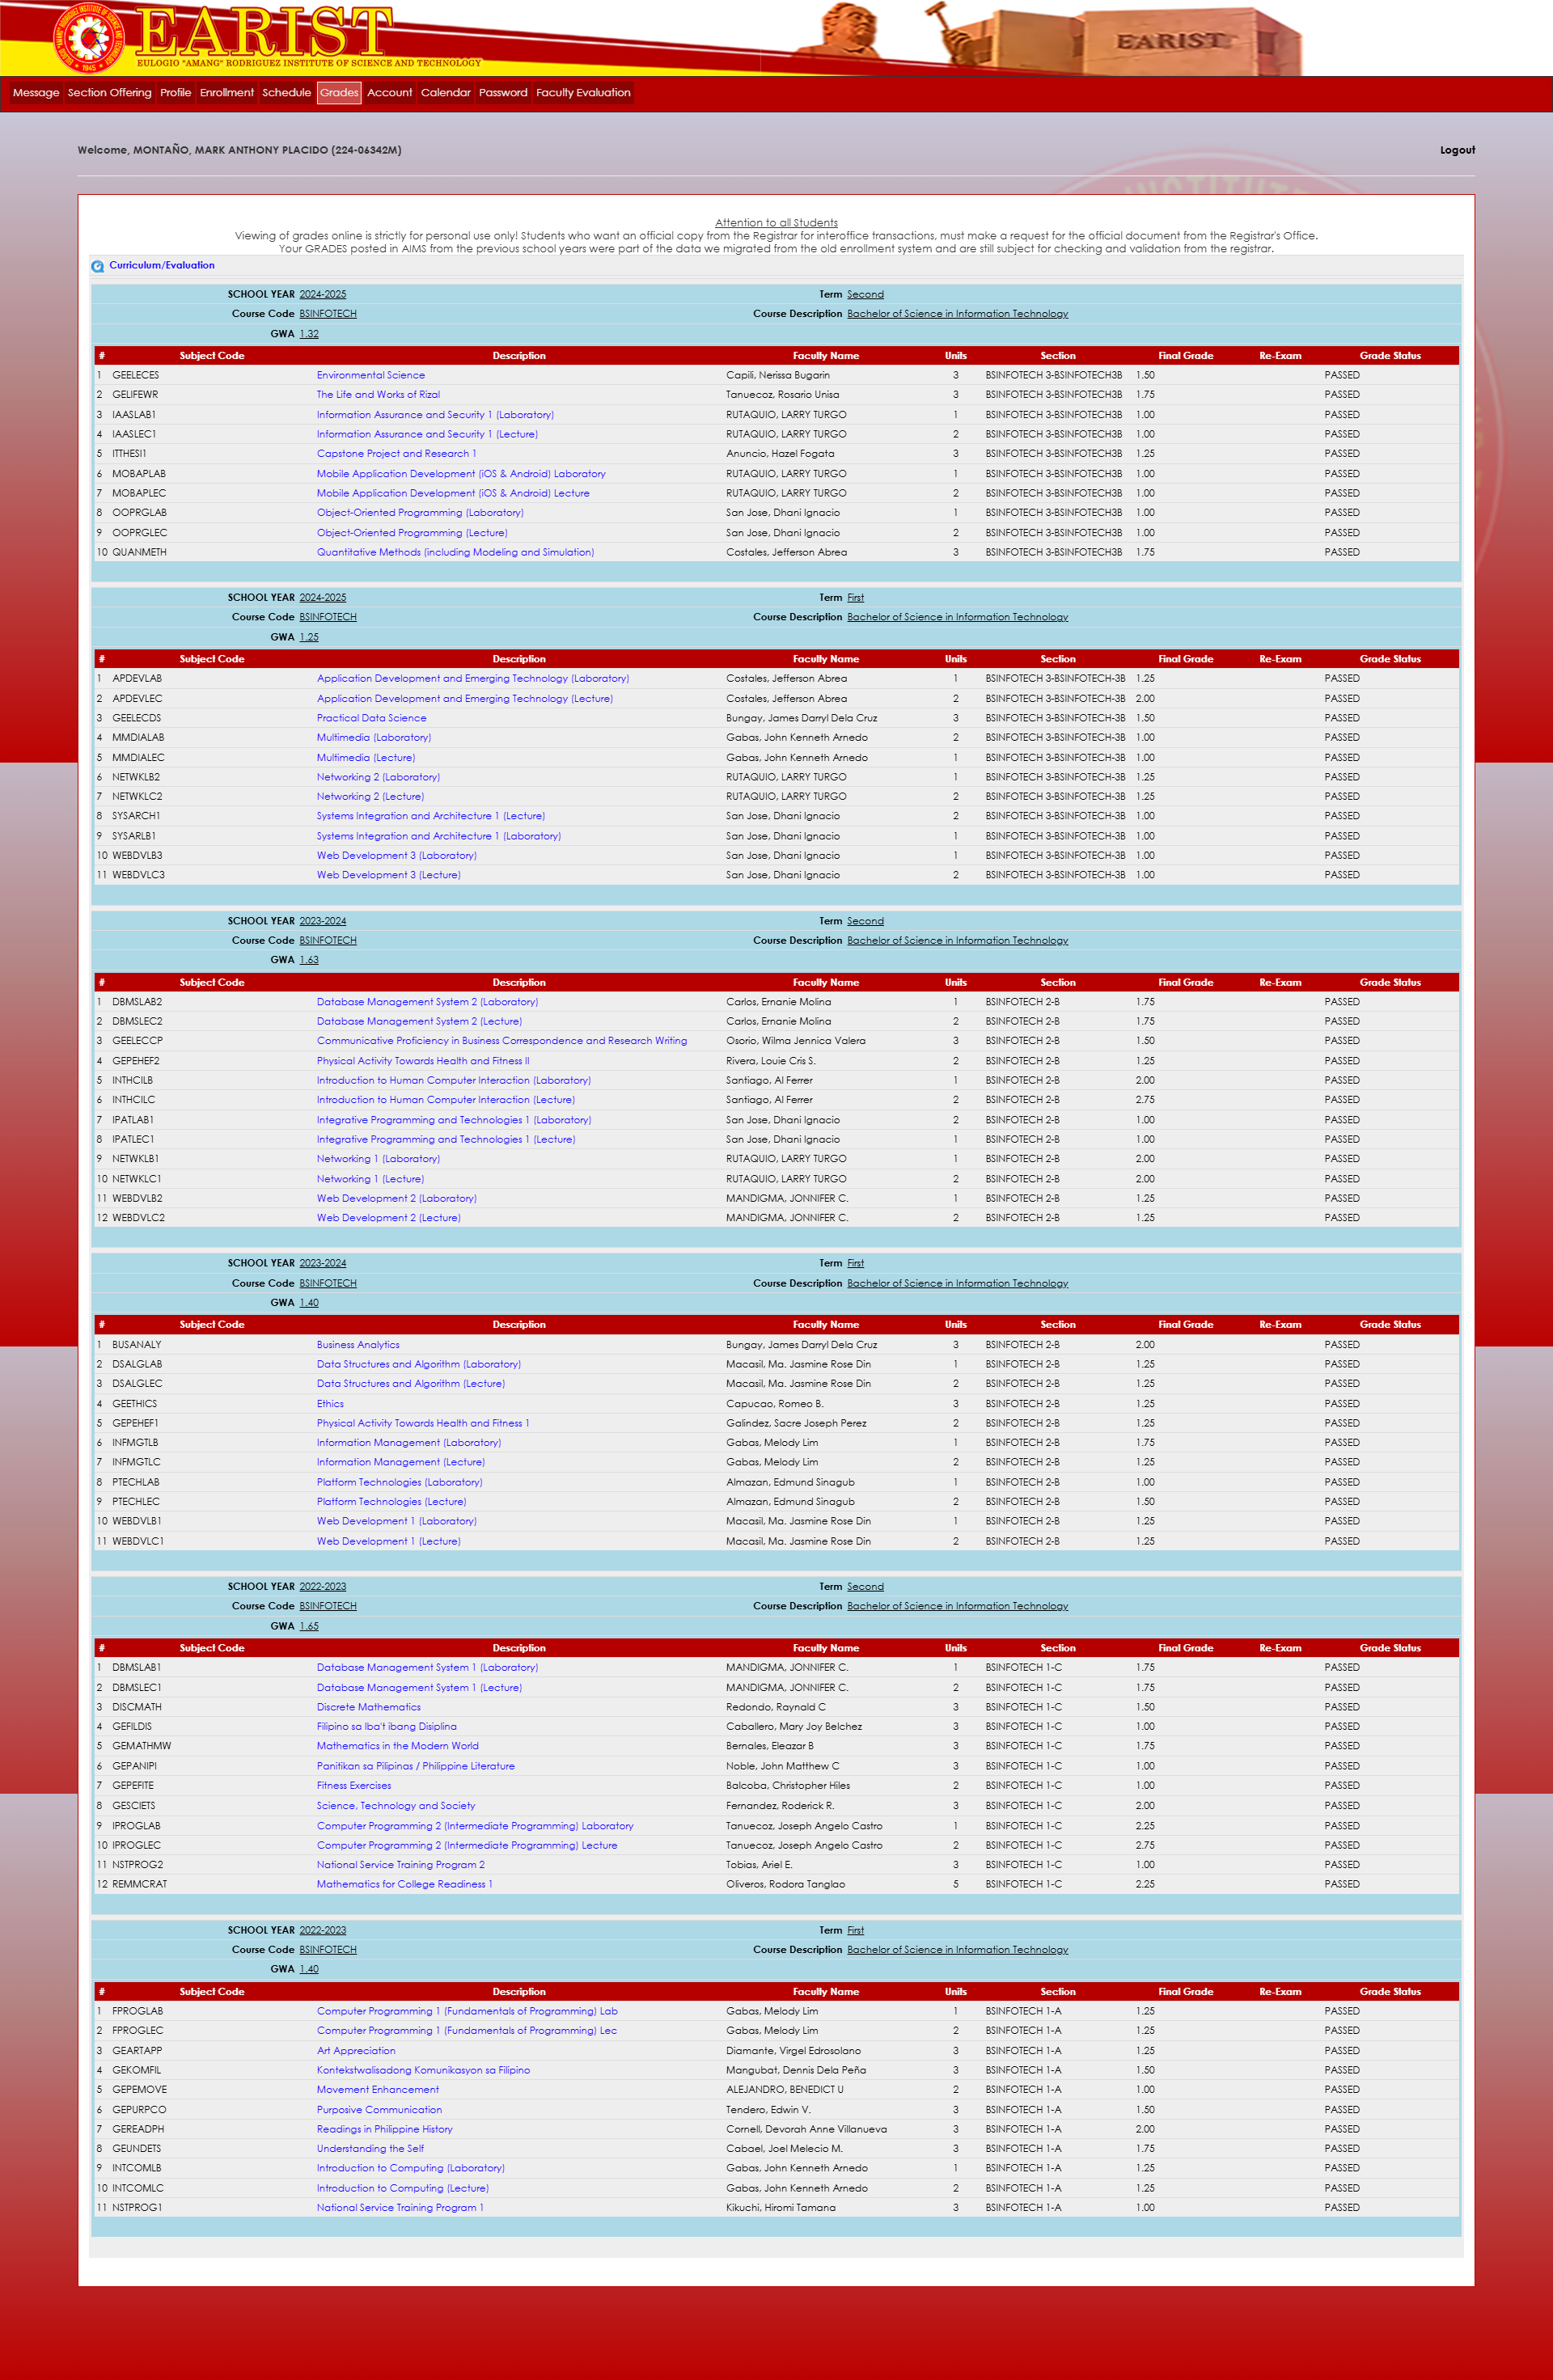 EARIST
EULOGIO "AMANG" RODRIGUEZ INSTITUTE OF SCIENCE AND TECHNOLOGY
EARIST
Message Section Offering Profile Enrollment Schedule Grades Account Calendar Password Faculty Evaluation
Welcome, MONTAÑO, MARK ANTHONY PLACIDO (224-06342M) Logout
Attention to all Students
Viewing of grades online is strictly for personal use only! Students who want an official copy from the Registrar for interoffice transactions, must make a request for the official document from the Registrar's Office.
Your GRADES posted in AIMS from the previous school years were part of the data we migrated from the old enrollment system and are still subject for checking and validation from the registrar.
Curriculum/Evaluation
SCHOOL YEAR 2024-2025 Term Second
Course Code BSINFOTECH Course Description Bachelor of Science in Information Technology
GWA 1.32
# Subject Code Description Faculty Name Units Section Final Grade Re-Exam Grade Status
1 GEELECES Environmental Science Capili, Nerissa Bugarin 3 BSINFOTECH 3-BSINFOTECH3B 1.50 PASSED
2 GELIFEWR The Life and Works of Rizal Tanuecoz, Rosario Unisa 3 BSINFOTECH 3-BSINFOTECH3B 1.75 PASSED
3 IAASLAB1 Information Assurance and Security 1 (Laboratory) RUTAQUIO, LARRY TURGO 1 BSINFOTECH 3-BSINFOTECH3B 1.00 PASSED
4 IAASLEC1 Information Assurance and Security 1 (Lecture) RUTAQUIO, LARRY TURGO 2 BSINFOTECH 3-BSINFOTECH3B 1.00 PASSED
5 ITTHESI1 Capstone Project and Research 1 Anuncio, Hazel Fogata 3 BSINFOTECH 3-BSINFOTECH3B 1.25 PASSED
6 MOBAPLAB Mobile Application Development (iOS & Android) Laboratory RUTAQUIO, LARRY TURGO 1 BSINFOTECH 3-BSINFOTECH3B 1.00 PASSED
7 MOBAPLEC Mobile Application Development (iOS & Android) Lecture RUTAQUIO, LARRY TURGO 2 BSINFOTECH 3-BSINFOTECH3B 1.00 PASSED
8 OOPRGLAB Object-Oriented Programming (Laboratory) San Jose, Dhani Ignacio 1 BSINFOTECH 3-BSINFOTECH3B 1.00 PASSED
9 OOPRGLEC Object-Oriented Programming (Lecture) San Jose, Dhani Ignacio 2 BSINFOTECH 3-BSINFOTECH3B 1.00 PASSED
10 QUANMETH Quantitative Methods (including Modeling and Simulation) Costales, Jefferson Abrea 3 BSINFOTECH 3-BSINFOTECH3B 1.75 PASSED
SCHOOL YEAR 2024-2025 Term First
Course Code BSINFOTECH Course Description Bachelor of Science in Information Technology
GWA 1.25
# Subject Code Description Faculty Name Units Section Final Grade Re-Exam Grade Status
1 APDEVLAB Application Development and Emerging Technology (Laboratory) Costales, Jefferson Abrea 1 BSINFOTECH 3-BSINFOTECH-3B 1.25 PASSED
2 APDEVLEC Application Development and Emerging Technology (Lecture) Costales, Jefferson Abrea 2 BSINFOTECH 3-BSINFOTECH-3B 2.00 PASSED
3 GEELECDS Practical Data Science Bungay, James Darryl Dela Cruz 3 BSINFOTECH 3-BSINFOTECH-3B 1.50 PASSED
4 MMDIALAB Multimedia (Laboratory) Gabas, John Kenneth Arnedo 2 BSINFOTECH 3-BSINFOTECH-3B 1.00 PASSED
5 MMDIALEC Multimedia (Lecture) Gabas, John Kenneth Arnedo 1 BSINFOTECH 3-BSINFOTECH-3B 1.00 PASSED
6 NETWKLB2 Networking 2 (Laboratory) RUTAQUIO, LARRY TURGO 1 BSINFOTECH 3-BSINFOTECH-3B 1.25 PASSED
7 NETWKLC2 Networking 2 (Lecture) RUTAQUIO, LARRY TURGO 2 BSINFOTECH 3-BSINFOTECH-3B 1.25 PASSED
8 SYSARCH1 Systems Integration and Architecture 1 (Lecture) San Jose, Dhani Ignacio 2 BSINFOTECH 3-BSINFOTECH-3B 1.00 PASSED
9 SYSARLB1 Systems Integration and Architecture 1 (Laboratory) San Jose, Dhani Ignacio 1 BSINFOTECH 3-BSINFOTECH-3B 1.00 PASSED
10 WEBDVLB3 Web Development 3 (Laboratory) San Jose, Dhani Ignacio 1 BSINFOTECH 3-BSINFOTECH-3B 1.00 PASSED
11 WEBDVLC3 Web Development 3 (Lecture) San Jose, Dhani Ignacio 2 BSINFOTECH 3-BSINFOTECH-3B 1.00 PASSED
SCHOOL YEAR 2023-2024 Term Second
Course Code BSINFOTECH Course Description Bachelor of Science in Information Technology
GWA 1.63
# Subject Code Description Faculty Name Units Section Final Grade Re-Exam Grade Status
1 DBMSLAB2 Database Management System 2 (Laboratory) Carlos, Ernanie Molina 1 BSINFOTECH 2-B 1.75 PASSED
2 DBMSLEC2 Database Management System 2 (Lecture) Carlos, Ernanie Molina 2 BSINFOTECH 2-B 1.75 PASSED
3 GEELECCP Communicative Proficiency in Business Correspondence and Research Writing Osorio, Wilma Jennica Valera 3 BSINFOTECH 2-B 1.50 PASSED
4 GEPEHEF2 Physical Activity Towards Health and Fitness II Rivera, Louie Cris S. 2 BSINFOTECH 2-B 1.25 PASSED
5 INTHCILB Introduction to Human Computer Interaction (Laboratory) Santiago, Al Ferrer 1 BSINFOTECH 2-B 2.00 PASSED
6 INTHCILC Introduction to Human Computer Interaction (Lecture) Santiago, Al Ferrer 2 BSINFOTECH 2-B 2.75 PASSED
7 IPATLAB1 Integrative Programming and Technologies 1 (Laboratory) San Jose, Dhani Ignacio 2 BSINFOTECH 2-B 1.00 PASSED
8 IPATLEC1 Integrative Programming and Technologies 1 (Lecture) San Jose, Dhani Ignacio 1 BSINFOTECH 2-B 1.00 PASSED
9 NETWKLB1 Networking 1 (Laboratory) RUTAQUIO, LARRY TURGO 1 BSINFOTECH 2-B 2.00 PASSED
10 NETWKLC1 Networking 1 (Lecture) RUTAQUIO, LARRY TURGO 2 BSINFOTECH 2-B 2.00 PASSED
11 WEBDVLB2 Web Development 2 (Laboratory) MANDIGMA, JONNIFER C. 1 BSINFOTECH 2-B 1.25 PASSED
12 WEBDVLC2 Web Development 2 (Lecture) MANDIGMA, JONNIFER C. 2 BSINFOTECH 2-B 1.25 PASSED
SCHOOL YEAR 2023-2024 Term First
Course Code BSINFOTECH Course Description Bachelor of Science in Information Technology
GWA 1.40
# Subject Code Description Faculty Name Units Section Final Grade Re-Exam Grade Status
1 BUSANALY Business Analytics Bungay, James Darryl Dela Cruz 3 BSINFOTECH 2-B 2.00 PASSED
2 DSALGLAB Data Structures and Algorithm (Laboratory) Macasil, Ma. Jasmine Rose Din 1 BSINFOTECH 2-B 1.25 PASSED
3 DSALGLEC Data Structures and Algorithm (Lecture) Macasil, Ma. Jasmine Rose Din 2 BSINFOTECH 2-B 1.25 PASSED
4 GEETHICS Ethics Capucao, Romeo B. 3 BSINFOTECH 2-B 1.25 PASSED
5 GEPEHEF1 Physical Activity Towards Health and Fitness 1 Galindez, Sacre Joseph Perez 2 BSINFOTECH 2-B 1.25 PASSED
6 INFMGTLB Information Management (Laboratory) Gabas, Melody Lim 1 BSINFOTECH 2-B 1.75 PASSED
7 INFMGTLC Information Management (Lecture) Gabas, Melody Lim 2 BSINFOTECH 2-B 1.25 PASSED
8 PTECHLAB Platform Technologies (Laboratory) Almazan, Edmund Sinagub 1 BSINFOTECH 2-B 1.00 PASSED
9 PTECHLEC Platform Technologies (Lecture) Almazan, Edmund Sinagub 2 BSINFOTECH 2-B 1.50 PASSED
10 WEBDVLB1 Web Development 1 (Laboratory) Macasil, Ma. Jasmine Rose Din 1 BSINFOTECH 2-B 1.25 PASSED
11 WEBDVLC1 Web Development 1 (Lecture) Macasil, Ma. Jasmine Rose Din 2 BSINFOTECH 2-B 1.25 PASSED
SCHOOL YEAR 2022-2023 Term Second
Course Code BSINFOTECH Course Description Bachelor of Science in Information Technology
GWA 1.65
# Subject Code Description Faculty Name Units Section Final Grade Re-Exam Grade Status
1 DBMSLAB1 Database Management System 1 (Laboratory) MANDIGMA, JONNIFER C. 1 BSINFOTECH 1-C 1.75 PASSED
2 DBMSLEC1 Database Management System 1 (Lecture) MANDIGMA, JONNIFER C. 2 BSINFOTECH 1-C 1.75 PASSED
3 DISCMATH Discrete Mathematics Redondo, Raynald C 3 BSINFOTECH 1-C 1.50 PASSED
4 GEFILDIS Filipino sa Iba't ibang Disiplina Caballero, Mary Joy Belchez 3 BSINFOTECH 1-C 1.00 PASSED
5 GEMATHMW Mathematics in the Modern World Bernales, Eleazar B 3 BSINFOTECH 1-C 1.75 PASSED
6 GEPANIPI Panitikan sa Pilipinas / Philippine Literature Noble, John Matthew C 3 BSINFOTECH 1-C 1.00 PASSED
7 GEPEFITE Fitness Exercises Balcoba, Christopher Hiles 2 BSINFOTECH 1-C 1.00 PASSED
8 GESCIETS Science, Technology and Society Fernandez, Roderick R. 3 BSINFOTECH 1-C 2.00 PASSED
9 IPROGLAB Computer Programming 2 (Intermediate Programming) Laboratory Tanuecoz, Joseph Angelo Castro 1 BSINFOTECH 1-C 2.25 PASSED
10 IPROGLEC Computer Programming 2 (Intermediate Programming) Lecture Tanuecoz, Joseph Angelo Castro 2 BSINFOTECH 1-C 2.75 PASSED
11 NSTPROG2 National Service Training Program 2 Tobias, Ariel E. 3 BSINFOTECH 1-C 1.00 PASSED
12 REMMCRAT Mathematics for College Readiness 1 Oliveros, Rodora Tanglao 5 BSINFOTECH 1-C 2.25 PASSED
SCHOOL YEAR 2022-2023 Term First
Course Code BSINFOTECH Course Description Bachelor of Science in Information Technology
GWA 1.40
# Subject Code Description Faculty Name Units Section Final Grade Re-Exam Grade Status
1 FPROGLAB Computer Programming 1 (Fundamentals of Programming) Lab Gabas, Melody Lim 1 BSINFOTECH 1-A 1.25 PASSED
2 FPROGLEC Computer Programming 1 (Fundamentals of Programming) Lec Gabas, Melody Lim 2 BSINFOTECH 1-A 1.25 PASSED
3 GEARTAPP Art Appreciation Diamante, Virgel Edrosolano 3 BSINFOTECH 1-A 1.25 PASSED
4 GEKOMFIL Kontekstwalisadong Komunikasyon sa Filipino Mangubat, Dennis Dela Peña 3 BSINFOTECH 1-A 1.50 PASSED
5 GEPEMOVE Movement Enhancement ALEJANDRO, BENEDICT U 2 BSINFOTECH 1-A 1.00 PASSED
6 GEPURPCO Purposive Communication Tendero, Edwin V. 3 BSINFOTECH 1-A 1.50 PASSED
7 GEREADPH Readings in Philippine History Cornell, Devorah Anne Villanueva 3 BSINFOTECH 1-A 2.00 PASSED
8 GEUNDETS Understanding the Self Cabael, Joel Melecio M. 3 BSINFOTECH 1-A 1.75 PASSED
9 INTCOMLB Introduction to Computing (Laboratory) Gabas, John Kenneth Arnedo 1 BSINFOTECH 1-A 1.25 PASSED
10 INTCOMLC Introduction to Computing (Lecture) Gabas, John Kenneth Arnedo 2 BSINFOTECH 1-A 1.25 PASSED
11 NSTPROG1 National Service Training Program 1 Kikuchi, Hiromi Tamana 3 BSINFOTECH 1-A 1.00 PASSED